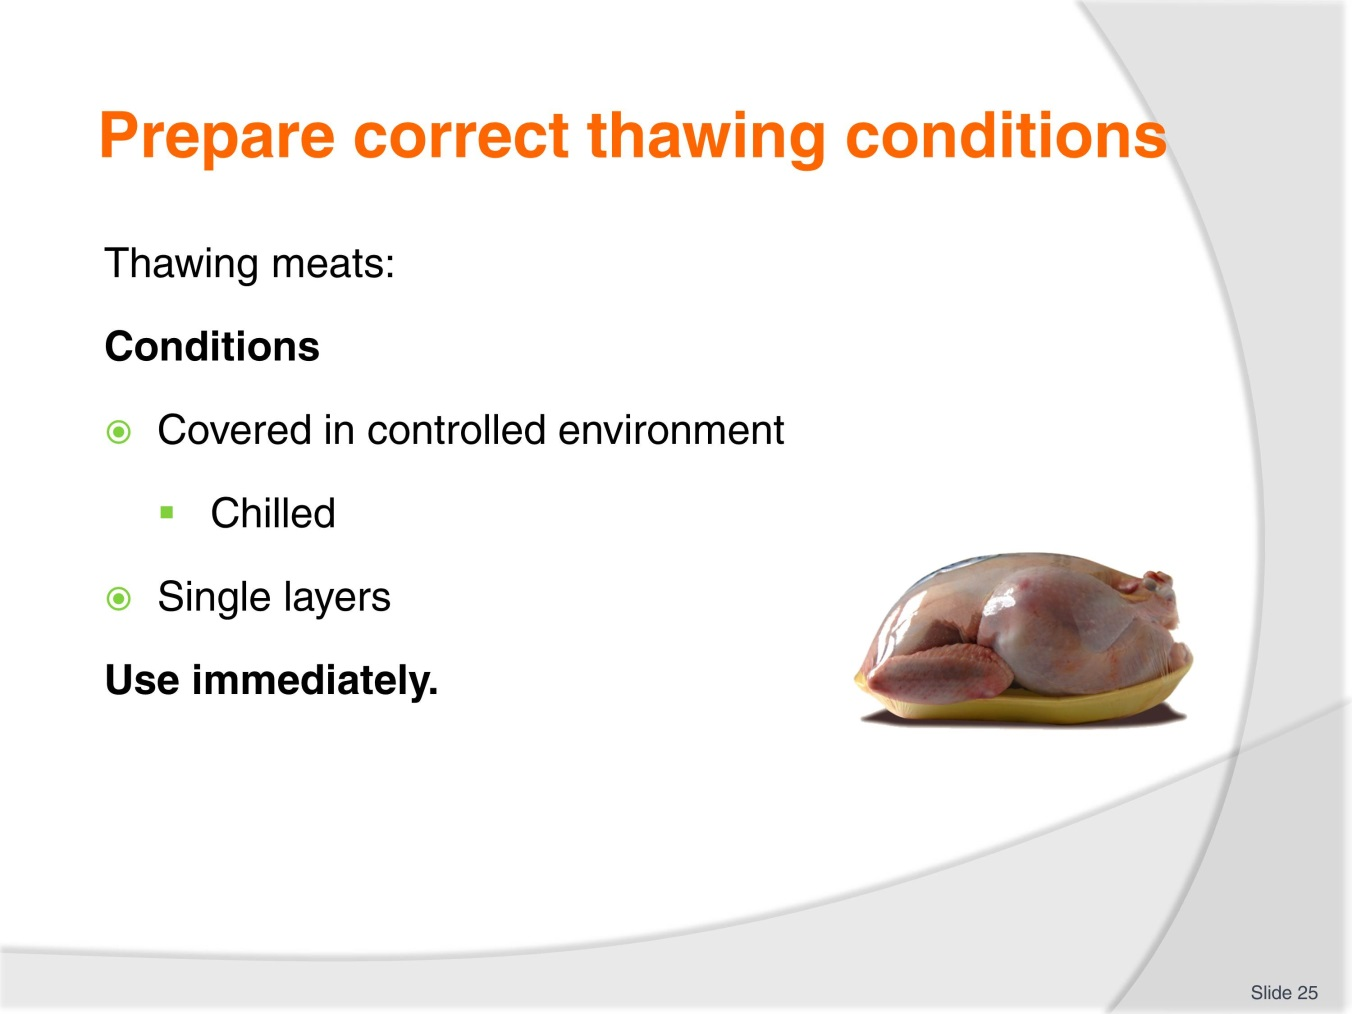 Prepare correct thawing conditions
Thawing meats:
Conditions
Covered in controlled environment
Chilled
Single layers
Use immediately.
Slide 25